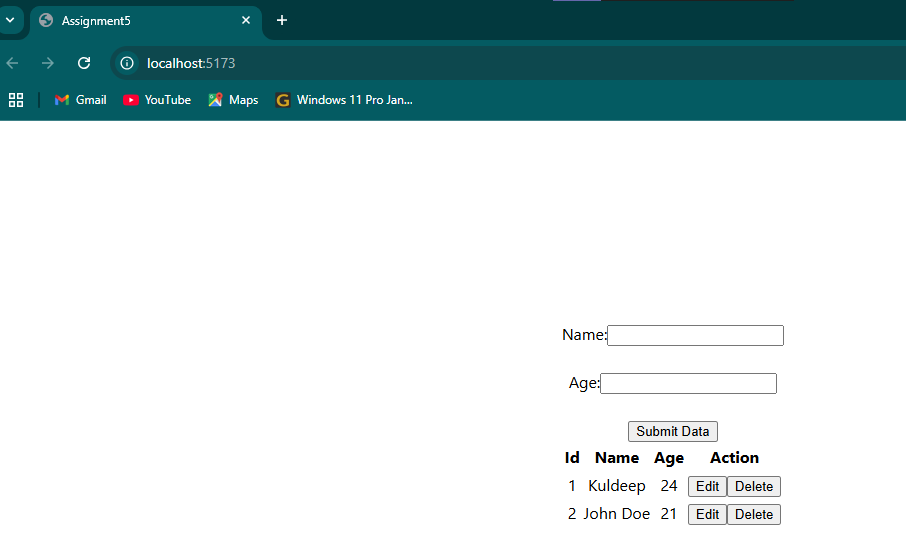 Assignment5
localhost:5173
Gmail YouTube Maps Windows 11 Pro Jan...
Name:
Age:
Submit Data
Id Name Age Action
1 Kuldeep 24 Edit Delete
2 John Doe 21 Edit Delete